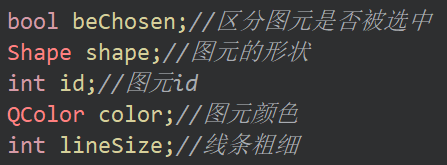 bool beChosen;//区分图元是否被选中
Shape shape;//图元的形状
int id;//图元id
QColor color;//图元颜色
int lineSize;//线条粗细